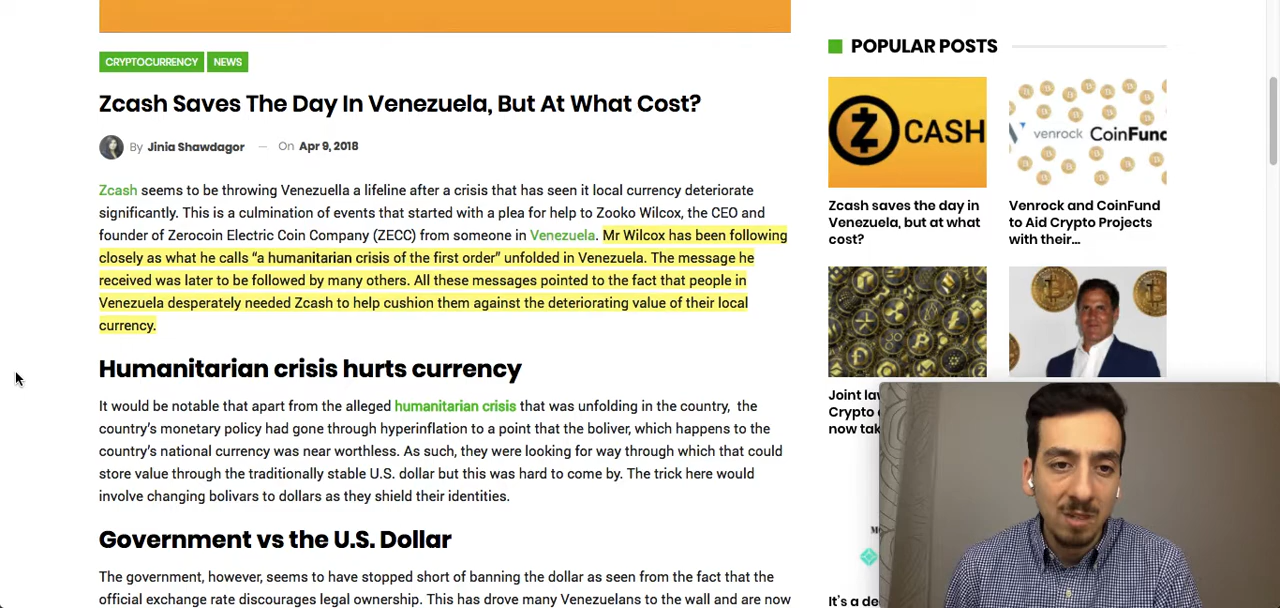 CRYPTOCURRENCY NEWS
Zcash Saves The Day In Venezuela, But At What Cost?
By Jinia Shawdagor — On Apr 9, 2018
Zcash seems to be throwing Venezuella a lifeline after a crisis that has seen it local currency deteriorate
significantly. This is a culmination of events that started with a plea for help to Zooko Wilcox, the CEO and
founder of Zerocoin Electric Coin Company (ZECC) from someone in Venezuela. Mr Wilcox has been following
closely as what he calls “a humanitarian crisis of the first order” unfolded in Venezuela. The message he
received was later to be followed by many others. All these messages pointed to the fact that people in
Venezuela desperately needed Zcash to help cushion them against the deteriorating value of their local
currency.
Humanitarian crisis hurts currency
It would be notable that apart from the alleged humanitarian crisis that was unfolding in the country, the
country’s monetary policy had gone through hyperinflation to a point that the boliver, which happens to the
country’s national currency was near worthless. As such, they were looking for way through which that could
store value through the traditionally stable U.S. dollar but this was hard to come by. The trick here would
involve changing bolivars to dollars as they shield their identities.
Government vs the U.S. Dollar
The government, however, seems to have stopped short of banning the dollar as seen from the fact that the
official exchange rate discourages legal ownership. This has drove many Venezuelans to the wall and are now
POPULAR POSTS
CASH
venrock CoinFund
Zcash saves the day in
Venezuela, but at what
cost?
Venrock and CoinFund
to Aid Crypto Projects
with their...
Joint
Crypto
now
It's a